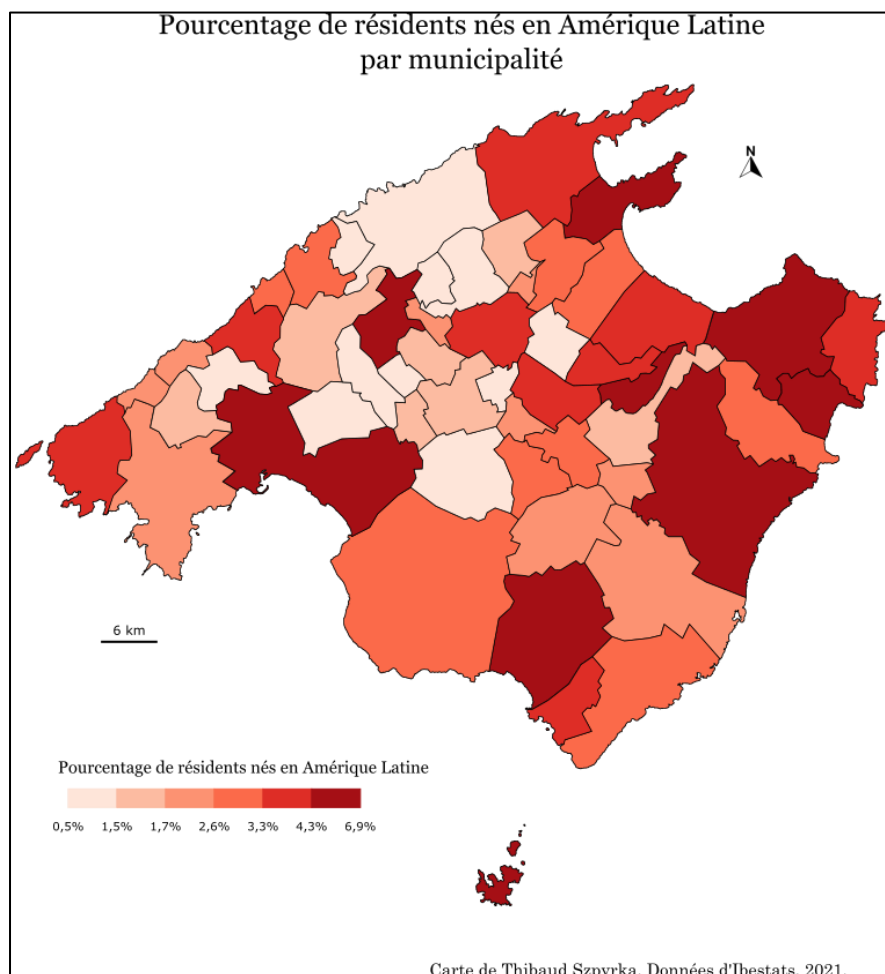 Pourcentage de résidents nés en Amérique Latine
par municipalité
N
6 km
Pourcentage de résidents nés en Amérique Latine
0,5% 1,5% 1,7% 2,6% 3,3% 4,3% 6,9%
Carte de Thibaud Szpyrka. Données d'Ibestats. 2021.